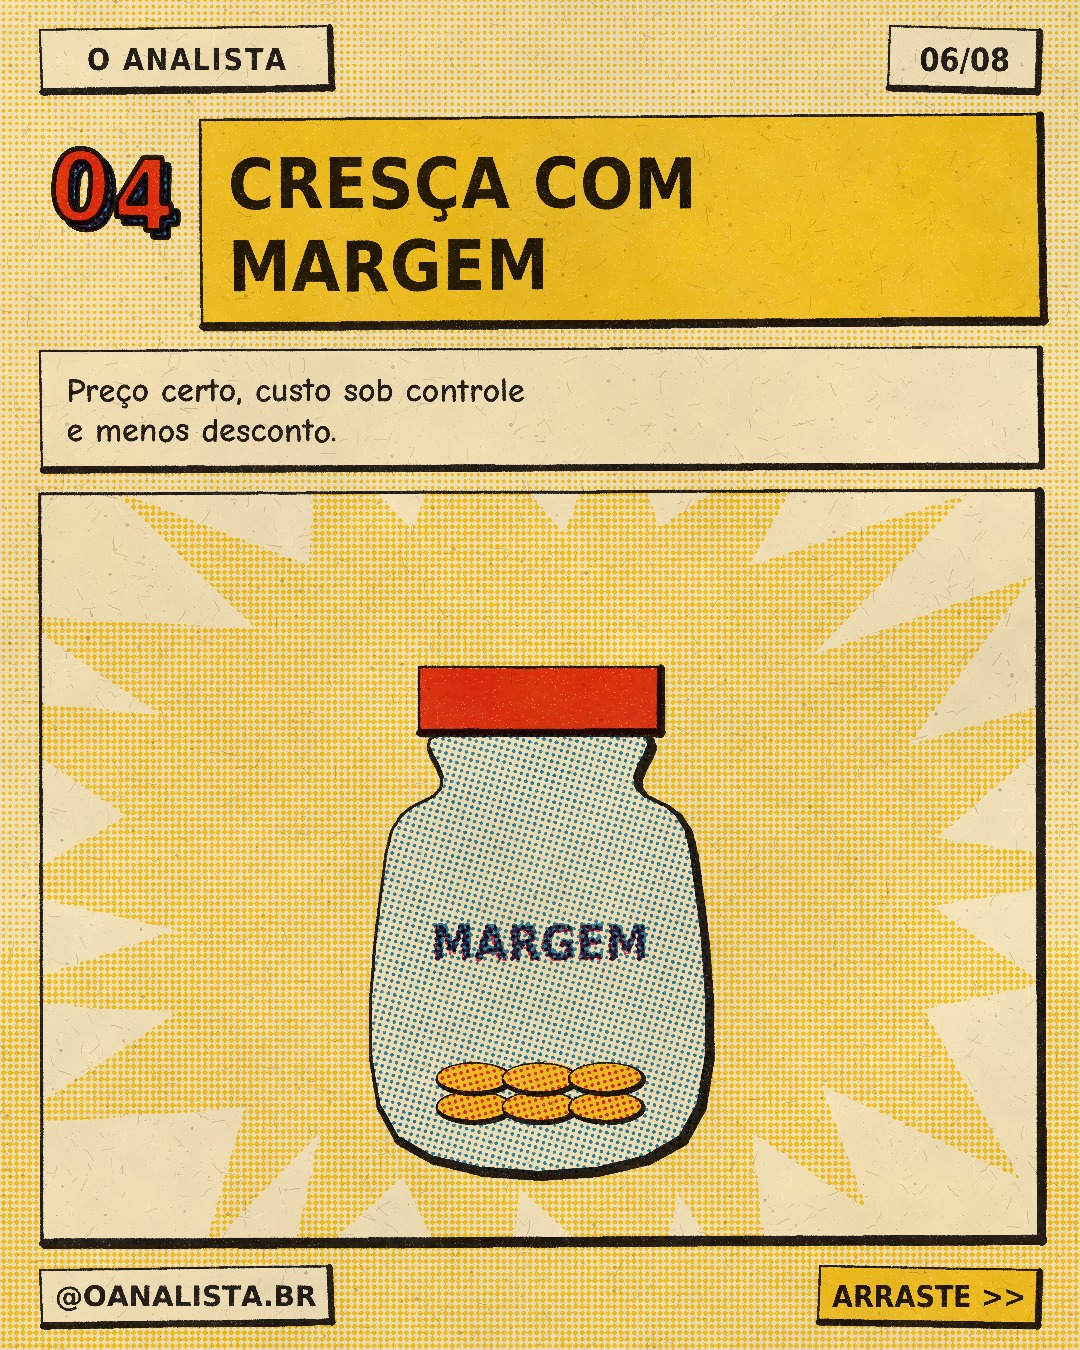 O ANALISTA
06/08
04
CRESÇA COM
MARGEM
Preço certo, custo sob controle
e menos desconto.
MARGEM
@OANALISTA.BR
ARRASTE >>